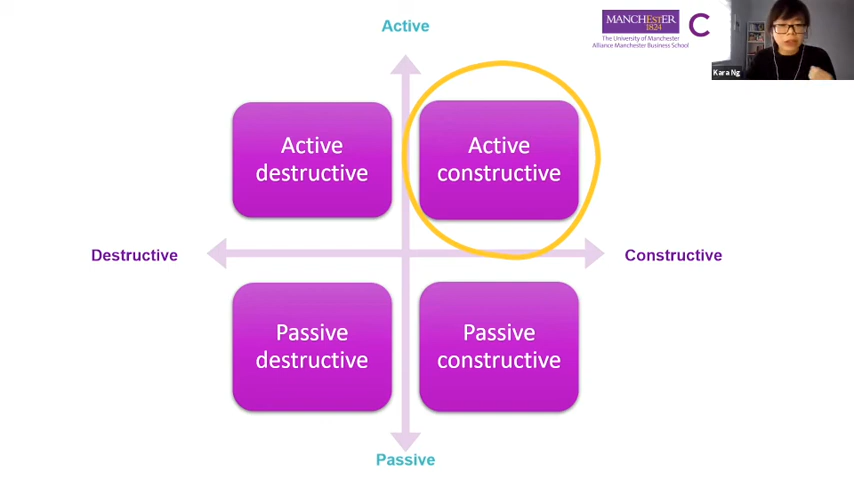 Active
MANCHESTER
1824
The University of Manchester
Alliance Manchester Business School
C
Kara Ng
Active
destructive
Active
constructive
Destructive
Constructive
Passive
destructive
Passive
constructive
Passive